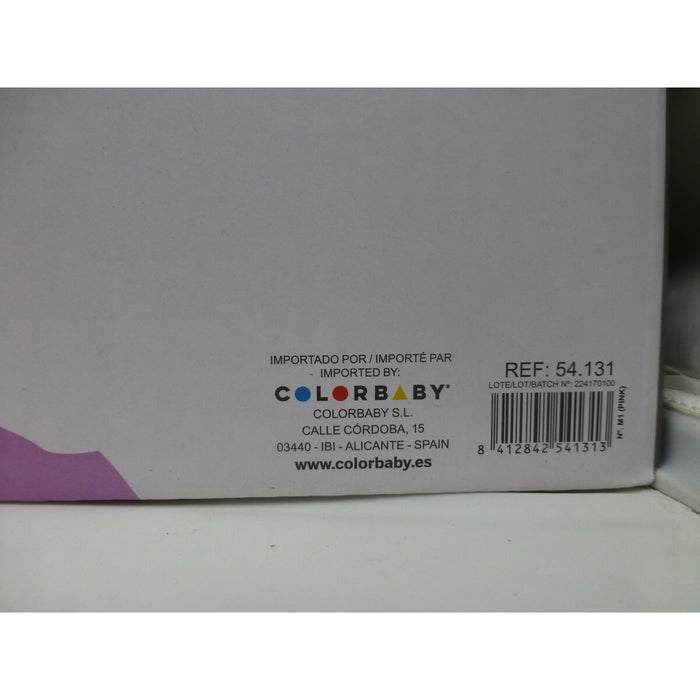 IMPORTADO POR / IMPORTÉ PAR
IMPORTED BY:
COLORBABY®
COLORBABY S.L.
CALLE CÓRDOBA, 15
03440 - IBI - ALICANTE - SPAIN
www.colorbaby.es
REF: 54.131
LOTE/LOT/BATCH Nº: 224170100
8 412842 541313
Nº. M1 (PINK)